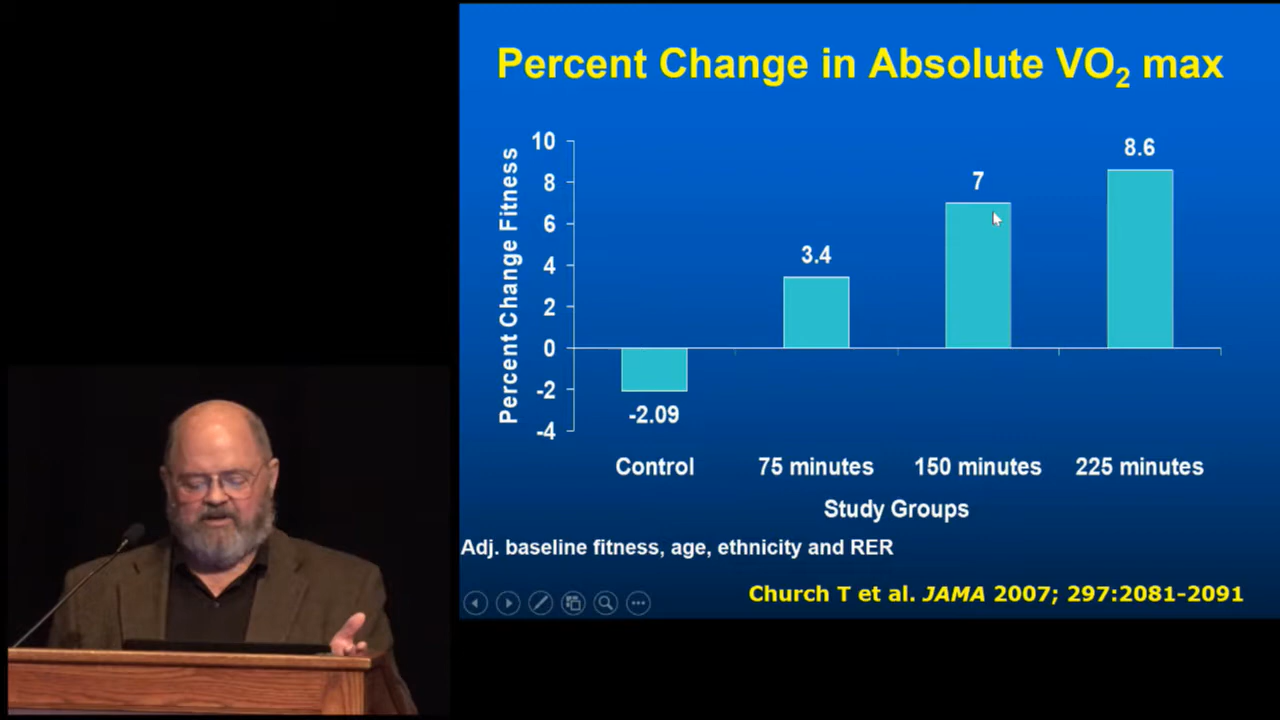 Percent Change in Absolute VO₂ max
Percent Change Fitness
10
8
6
4
2
0
-2
-4
-2.09
3.4
7
8.6
Control 75 minutes 150 minutes 225 minutes
Study Groups
Adj. baseline fitness, age, ethnicity and RER
Church T et al. JAMA 2007; 297:2081-2091